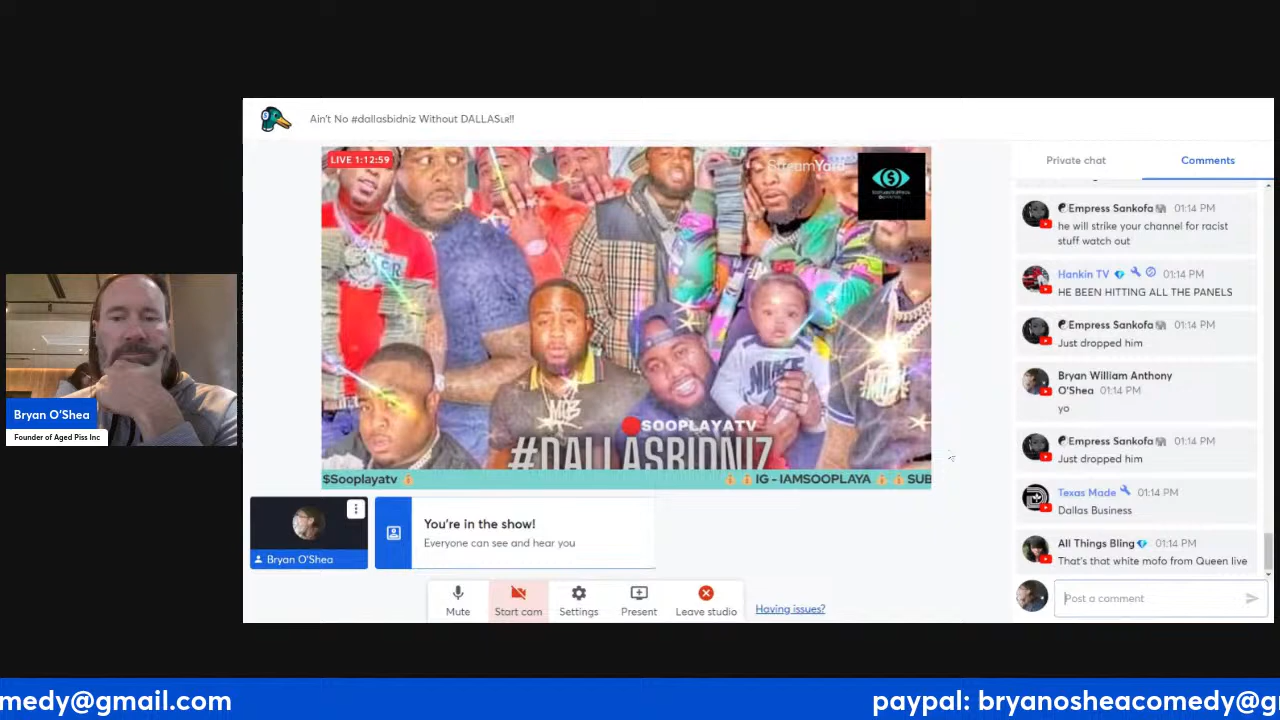 Ain't No #dallasbidniz Without DALLASʟʀ!!
LIVE 1:12:59
StreamYard
NIKE
MOB
SOOPLAYATV
#DALLASBIDNIZ
$Sooplayatv
IG - IAMSOOPLAYA
SUB
Bryan O'Shea
Founder of Aged Piss Inc
Bryan O'Shea
You're in the show!
Everyone can see and hear you
Mute
Start cam
Settings
Present
Leave studio
Having issues?
Private chat
Comments
Empress Sankofa 01:14 PM
he will strike your channel for racist
stuff watch out
Hankin TV 01:14 PM
HE BEEN HITTING ALL THE PANELS
Empress Sankofa 01:14 PM
Just dropped him
Bryan William Anthony
O'Shea 01:14 PM
yo
Empress Sankofa 01:14 PM
Just dropped him
Texas Made 01:14 PM
Dallas Business
All Things Bling 01:14 PM
That's that white mofo from Queen live
Post a comment
medy@gmail.com
paypal: bryanosheacomedy@g